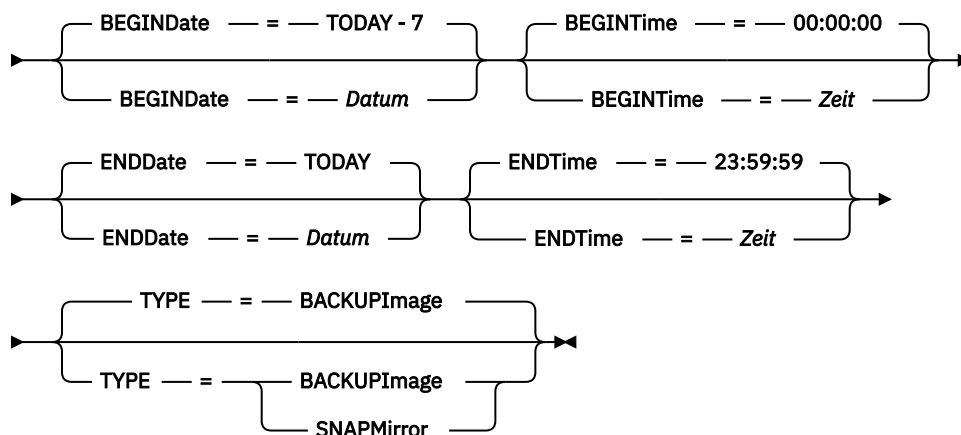 BEGINDate = TODAY - 7 BEGINTime = 00:00:00
BEGINDate = Datum BEGINTime = Zeit
ENDDate = TODAY ENDTime = 23:59:59
ENDDate = Datum ENDTime = Zeit
TYPE = BACKUPImage
TYPE = BACKUPImage
SNAPMirror